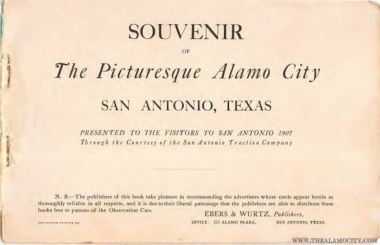 SOUVENIR
OF
The Picturesque Alamo City
SAN ANTONIO, TEXAS
PRESENTED TO THE VISITORS TO SAN ANTONIO 1907
Through the Courtesy of the San Antonio Traction Company
N. B.—The publishers of this book take pleasure in recommending the advertisers whose cards appear herein as
thoroughly reliable in all respects, and it is due to their liberal patronage that the publishers are able to distribute these
books free to patrons of the Observation Cars.
EBERS & WURTZ, Publishers,
OFFICE: ALAMO PLAZA, SAN ANTONIO, TEXAS.
WWW.THEALAMOCITY.COM